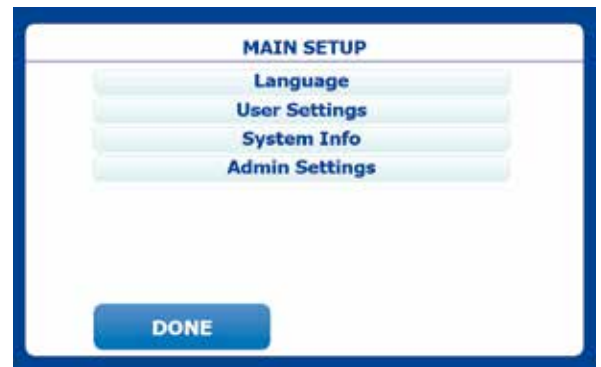 MAIN SETUP
Language
User Settings
System Info
Admin Settings
DONE